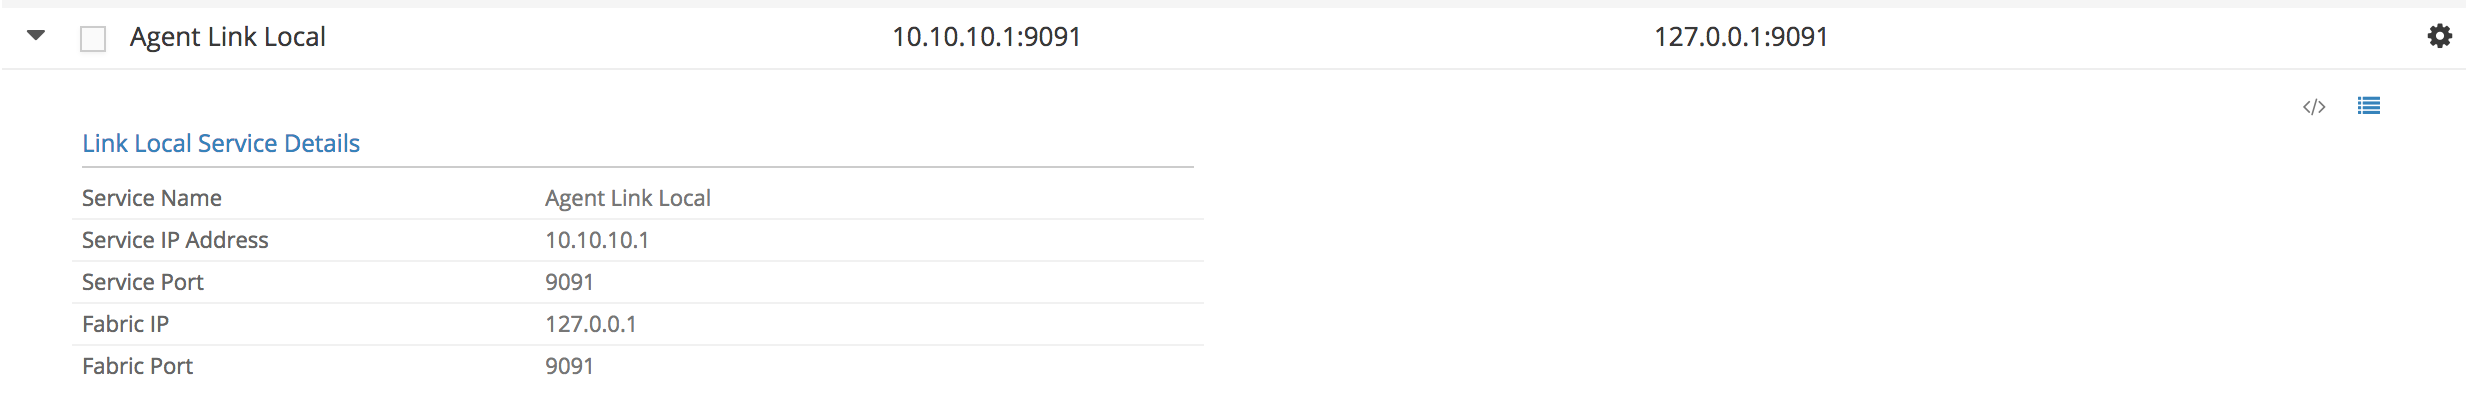 Agent Link Local 10.10.10.1:9091 127.0.0.1:9091
</>
Link Local Service Details
Service Name Agent Link Local
Service IP Address 10.10.10.1
Service Port 9091
Fabric IP 127.0.0.1
Fabric Port 9091